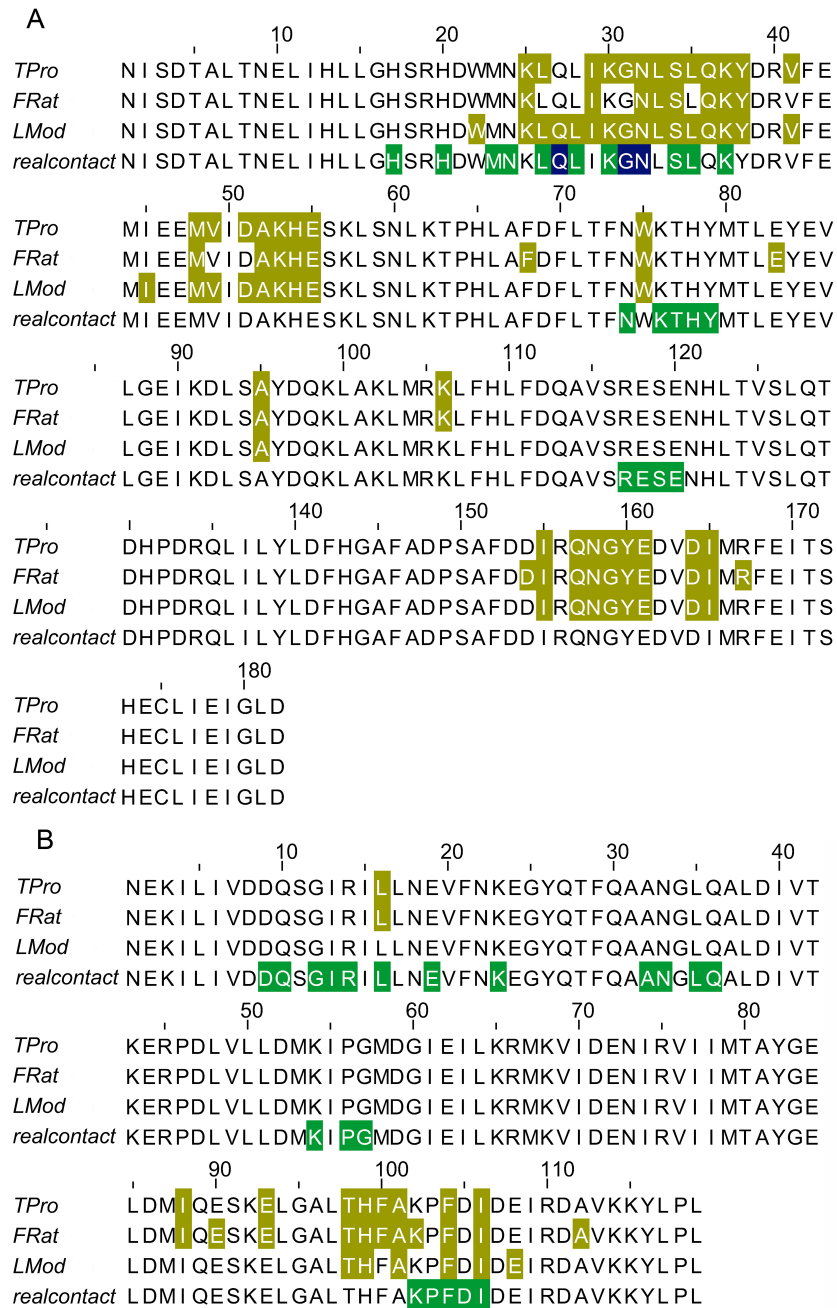 A
10 20 30 40
TPro NISDTALTNELIHLLGHSRHDWMNKLQLIKGNLSLQKYDRVFE
FRat NISDTALTNELIHLLGHSRHDWMNKLQLIKGNLSLQKYDRVFE
LMod NISDTALTNELIHLLGHSRHDWMNKLQLIKGNLSLQKYDRVFE
realcontact NISDTALTNELIHLLGHSRHDWMNKLQLIKGNLSLQKYDRVFE
50 60 70 80
TPro MIEEMVIDAKHESKLSNLKTPHLAFDFLTFNWKTHYMTLEYEV
FRat MIEEMVIDAKHESKLSNLKTPHLAFDFLTFNWKTHYMTLEYEV
LMod MIEEMVIDAKHESKLSNLKTPHLAFDFLTFNWKTHYMTLEYEV
realcontact MIEEMVIDAKHESKLSNLKTPHLAFDFLTFNWKTHYMTLEYEV
90 100 110 120
TPro LGEIKDLSAYDQKLAKLMRKLFHLFDQAVSRESENHLTVSLQT
FRat LGEIKDLSAYDQKLAKLMRKLFHLFDQAVSRESENHLTVSLQT
LMod LGEIKDLSAYDQKLAKLMRKLFHLFDQAVSRESENHLTVSLQT
realcontact LGEIKDLSAYDQKLAKLMRKLFHLFDQAVSRESENHLTVSLQT
140 150 160 170
TPro DHPDRQLILYLDFHGAFADPSAFDDIRQNGYEDVDIMRFEITS
FRat DHPDRQLILYLDFHGAFADPSAFDDIRQNGYEDVDIMRFEITS
LMod DHPDRQLILYLDFHGAFADPSAFDDIRQNGYEDVDIMRFEITS
realcontact DHPDRQLILYLDFHGAFADPSAFDDIRQNGYEDVDIMRFEITS
180
TPro HECLIEIGLD
FRat HECLIEIGLD
LMod HECLIEIGLD
realcontact HECLIEIGLD
B
10 20 30 40
TPro NEKILIVDDQSGIRILLNEVFNKEGYQTFQAANGLQALDIVT
FRat NEKILIVDDQSGIRILLNEVFNKEGYQTFQAANGLQALDIVT
LMod NEKILIVDDQSGIRILLNEVFNKEGYQTFQAANGLQALDIVT
realcontact NEKILIVDDQSGIRILLNEVFNKEGYQTFQAANGLQALDIVT
50 60 70 80
TPro KERPDLVLLDMKIPGMDGIEILKRMKVIDENIRVIIMTAYGE
FRat KERPDLVLLDMKIPGMDGIEILKRMKVIDENIRVIIMTAYGE
LMod KERPDLVLLDMKIPGMDGIEILKRMKVIDENIRVIIMTAYGE
realcontact KERPDLVLLDMKIPGMDGIEILKRMKVIDENIRVIIMTAYGE
90 100 110
TPro LDMIQESKELGALTHFAKPFDIDEIRDAVKKYLPL
FRat LDMIQESKELGALTHFAKPFDIDEIRDAVKKYLPL
LMod LDMIQESKELGALTHFAKPFDIDEIRDAVKKYLPL
realcontact LDMIQESKELGALTHFAKPFDIDEIRDAVKKYLPL